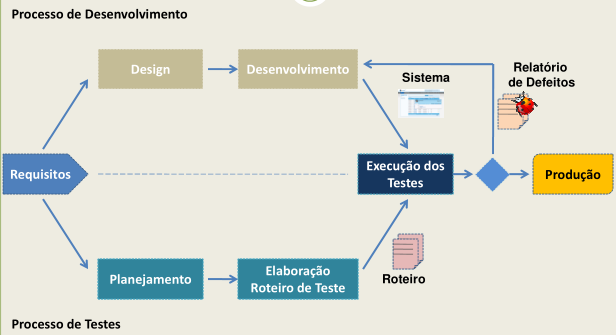 Processo de Desenvolvimento
Design
Desenvolvimento
Sistema
Relatório
de Defeitos
Requisitos
Execução dos
Testes
Produção
Planejamento
Elaboração
Roteiro de Teste
Roteiro
Processo de Testes